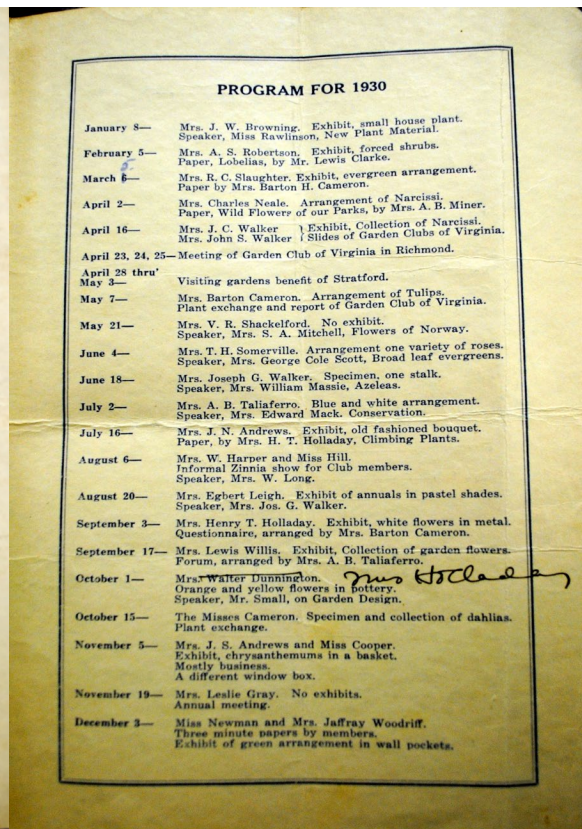 PROGRAM FOR 1930
January 8— Mrs. J. W. Browning. Exhibit, small house plant.
Speaker, Miss Rawlinson, New Plant Material.
February 5— Mrs. A. S. Robertson. Exhibit, forced shrubs.
Paper, Lobelias, by Mr. Lewis Clarke.
5
March 6— Mrs. R. C. Slaughter. Exhibit, evergreen arrangement.
Paper by Mrs. Barton H. Cameron.
April 2— Mrs. Charles Neale. Arrangement of Narcissi.
Paper, Wild Flowers of our Parks, by Mrs. A. B. Miner.
April 16— Mrs. J. C. Walker } Exhibit, Collection of Narcissi.
Mrs. John S. Walker } Slides of Garden Clubs of Virginia.
April 23, 24, 25—Meeting of Garden Club of Virginia in Richmond.
April 28 thru'
May 3— Visiting gardens benefit of Stratford.
May 7— Mrs. Barton Cameron. Arrangement of Tulips.
Plant exchange and report of Garden Club of Virginia.
May 21— Mrs. V. R. Shackelford. No exhibit.
Speaker, Mrs. S. A. Mitchell, Flowers of Norway.
June 4— Mrs. T. H. Somerville. Arrangement one variety of roses.
Speaker, Mrs. George Cole Scott, Broad leaf evergreens.
June 18— Mrs. Joseph G. Walker. Specimen, one stalk.
Speaker, Mrs. William Massie, Azeleas.
July 2— Mrs. A. B. Taliaferro. Blue and white arrangement.
Speaker, Mrs. Edward Mack. Conservation.
July 16— Mrs. J. N. Andrews. Exhibit, old fashioned bouquet.
Paper, by Mrs. H. T. Holladay, Climbing Plants.
August 6— Mrs. W. Harper and Miss Hill.
Informal Zinnia show for Club members.
Speaker, Mrs. W. Long.
August 20— Mrs. Egbert Leigh. Exhibit of annuals in pastel shades.
Speaker, Mrs. Jos. G. Walker.
September 3— Mrs. Henry T. Holladay. Exhibit, white flowers in metal.
Questionnaire, arranged by Mrs. Barton Cameron.
September 17— Mrs. Lewis Willis. Exhibit, Collection of garden flowers.
Forum, arranged by Mrs. A. B. Taliaferro.
October 1— Mrs. Walter Dunnington. Mrs Holladay
Orange and yellow flowers in pottery.
Speaker, Mr. Small, on Garden Design.
October 15— The Misses Cameron. Specimen and collection of dahlias.
Plant exchange.
November 5— Mrs. J. S. Andrews and Miss Cooper.
Exhibit, chrysanthemums in a basket.
Mostly business.
A different window box.
November 19— Mrs. Leslie Gray. No exhibits.
Annual meeting.
December 3— Miss Newman and Mrs. Jaffray Woodriff.
Three minute papers by members.
Exhibit of green arrangement in wall pockets.